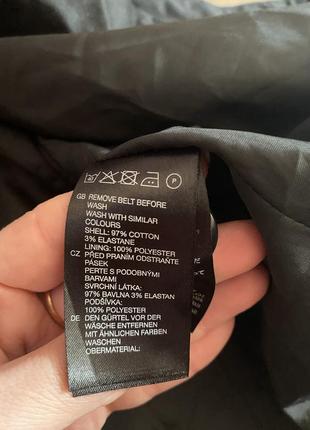 P
GB REMOVE BELT BEFORE
WASH
WASH WITH SIMILAR
COLOURS
SHELL: 97% COTTON
3% ELASTANE
LINING: 100% POLYESTER
CZ PŘED PRANÍM ODSTRAŇTE
PÁSEK
PERTE S PODOBNÝMI
BARVAMI
SVRCHNÍ LÁTKA:
97% BAVLNA 3% ELASTAN
PODŠÍVKA:
100% POLYESTER
DE DEN GÜRTEL VOR DER
WÄSCHE ENTFERNEN
MIT ÄHNLICHEN FARBEN
WASCHEN
OBERMATERIAL: